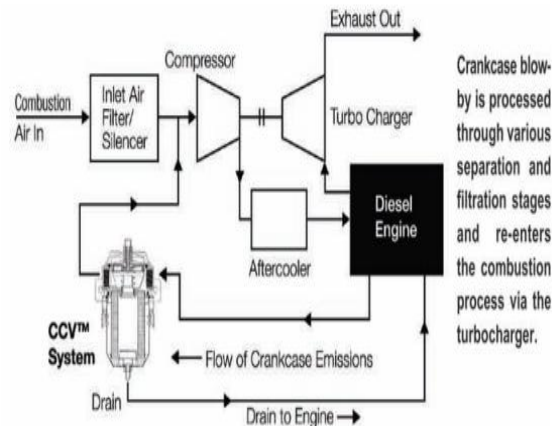 Exhaust Out
Compressor
Combustion
Air In
Inlet Air
Filter/
Silencer
Turbo Charger
Diesel
Engine
Aftercooler
CCV™
System
Flow of Crankcase Emissions
Drain
Drain to Engine
Crankcase blow-
by is processed
through various
separation and
filtration stages
and re-enters
the combustion
process via the
turbocharger.